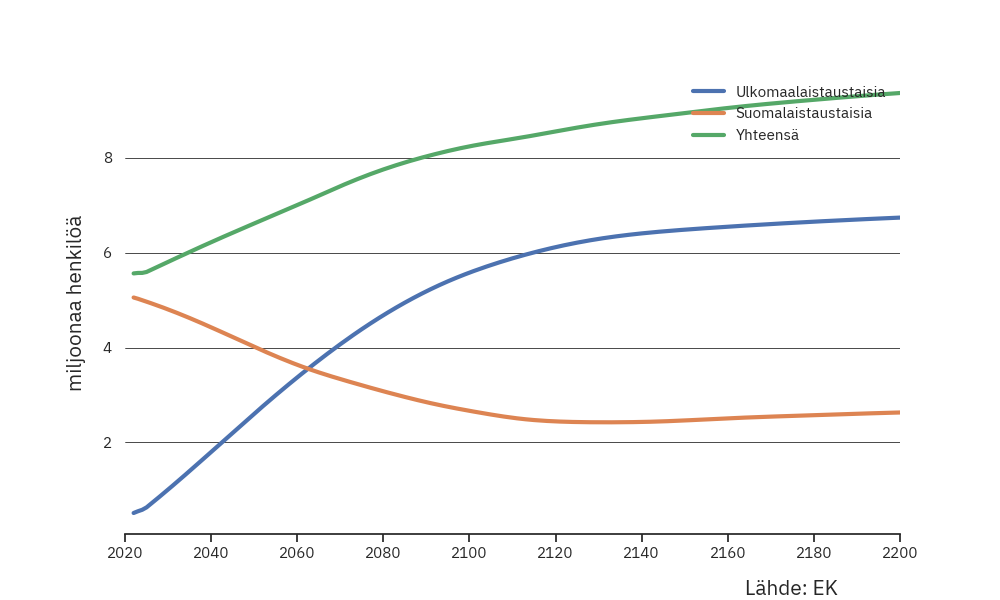 Ulkomaalaistaustaisia
Suomalaistaustaisia
Yhteensä
8
6
4
2
miljoonaa henkilöä
2020 2040 2060 2080 2100 2120 2140 2160 2180 2200
Lähde: EK